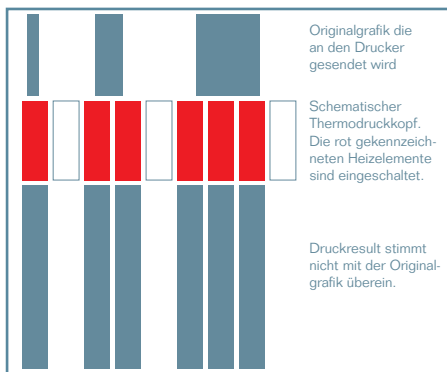 Originalgrafik die
an den Drucker
gesendet wird
Schematischer
Thermodruckkopf.
Die rot gekennzeich-
neten Heizelemente
sind eingeschaltet.
Druckresult stimmt
nicht mit der Original-
grafik überein.